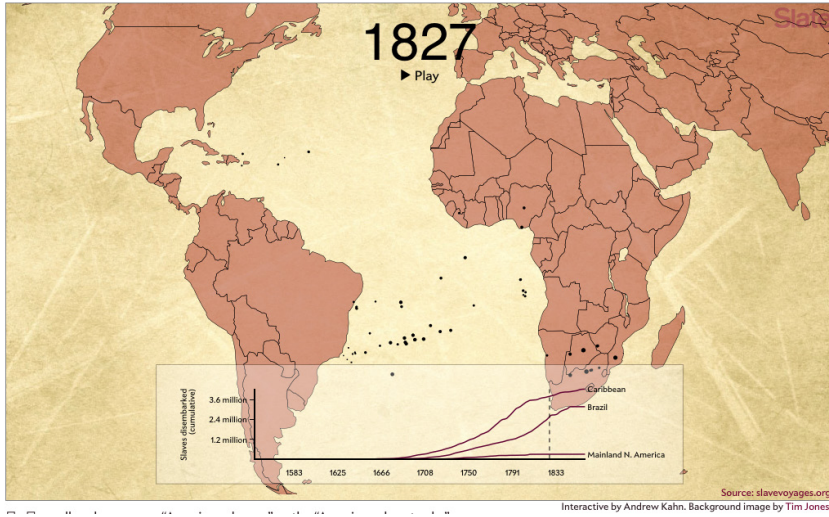 Slate
1827
▶ Play
Slaves disembarked
(cumulative)
3.6 million
2.4 million
1.2 million
Caribbean
Brazil
Mainland N. America
1583 1625 1666 1708 1750 1791 1833
Source: slavevoyages.org
Interactive by Andrew Kahn. Background image by Tim Jones